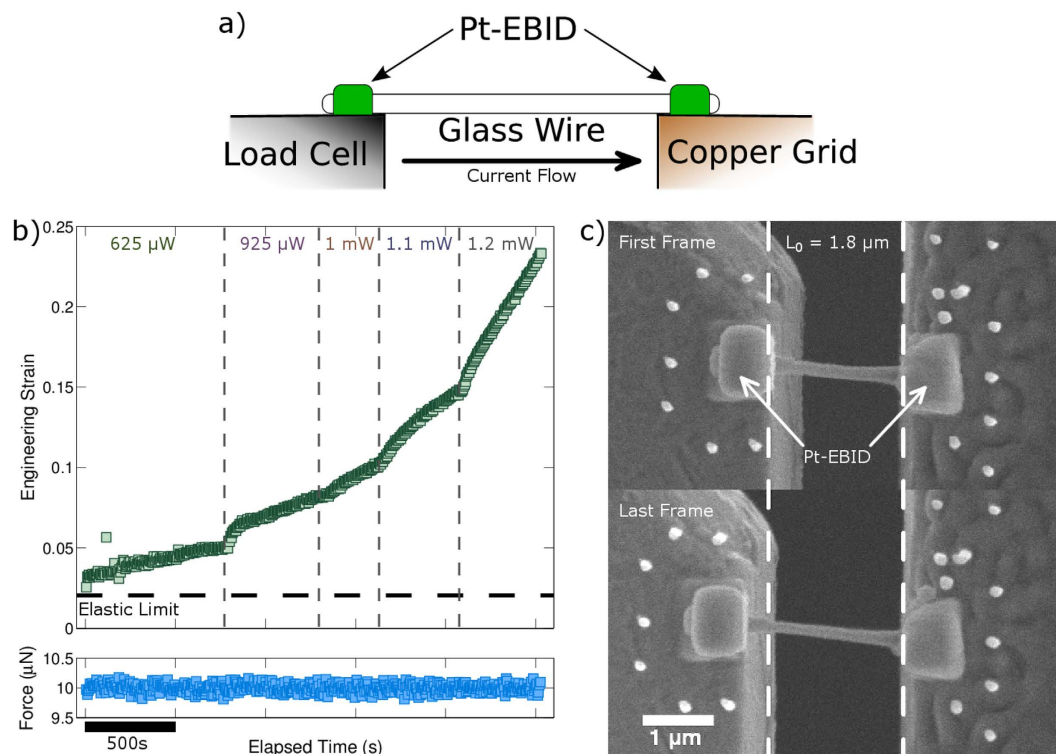 a)
Pt-EBID
Load Cell
Glass Wire
Current Flow
Copper Grid
b)
0.25
0.2
0.15
0.1
0.05
0
Engineering Strain
625 µW
925 µW
1 mW
1.1 mW
1.2 mW
Elastic Limit
10.5
10
9.5
Force (µN)
500s
Elapsed Time (s)
c)
First Frame
L₀ = 1.8 µm
Pt-EBID
Last Frame
1 µm